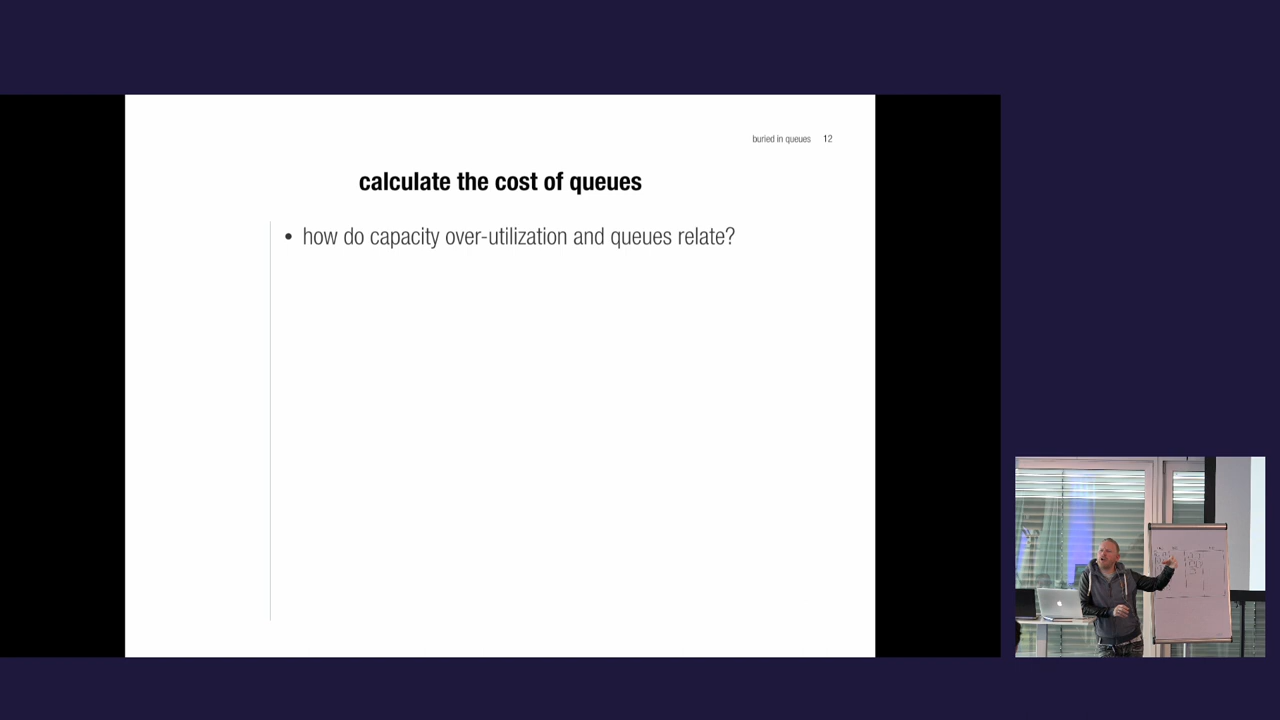 buried in queues 12
calculate the cost of queues
• how do capacity over-utilization and queues relate?